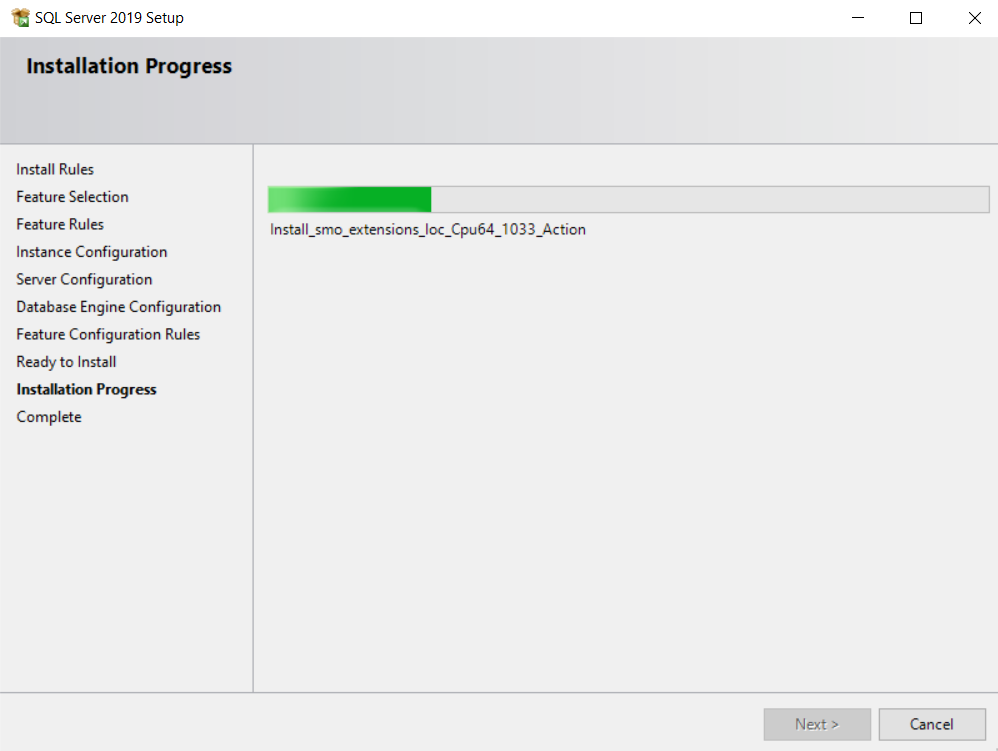 SQL Server 2019 Setup
Installation Progress
Install Rules
Feature Selection
Feature Rules
Instance Configuration
Server Configuration
Database Engine Configuration
Feature Configuration Rules
Ready to Install
Installation Progress
Complete
Install_smo_extensions_loc_Cpu64_1033_Action
Next >
Cancel